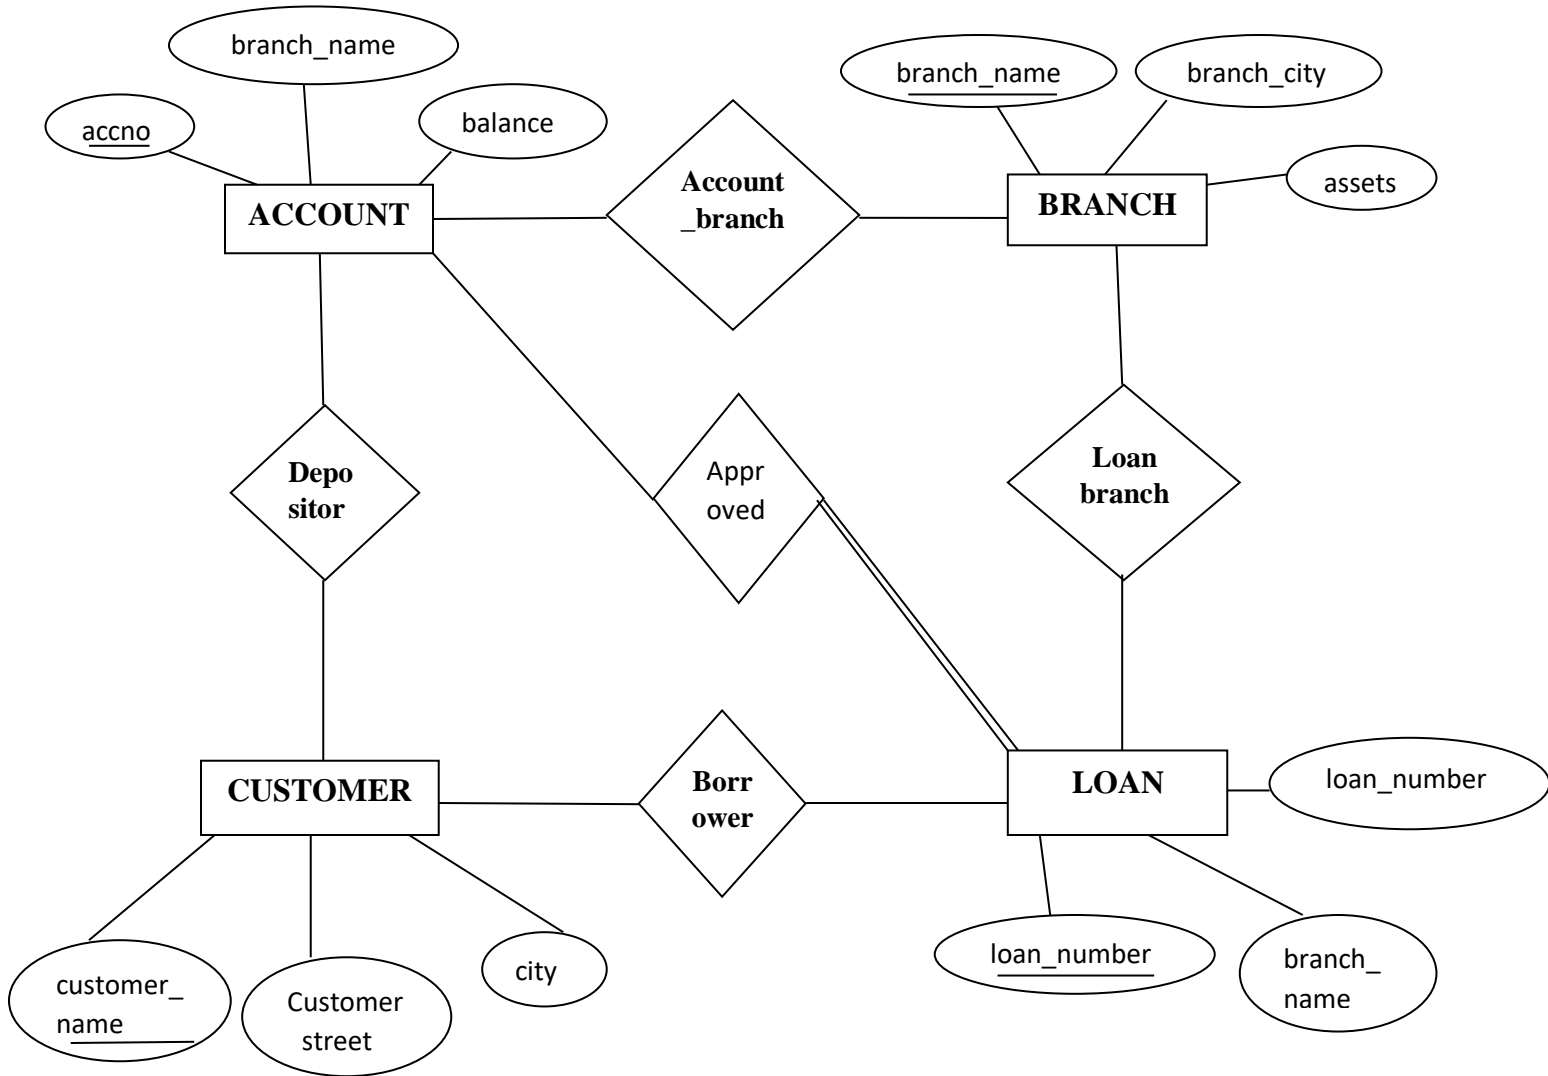 branch_name
accno
balance
ACCOUNT
Account
_branch
branch_name
branch_city
assets
BRANCH
Depo
sitor
Appr
oved
Loan
branch
CUSTOMER
Borr
ower
LOAN
loan_number
customer_
name
Customer
street
city
loan_number
branch_
name